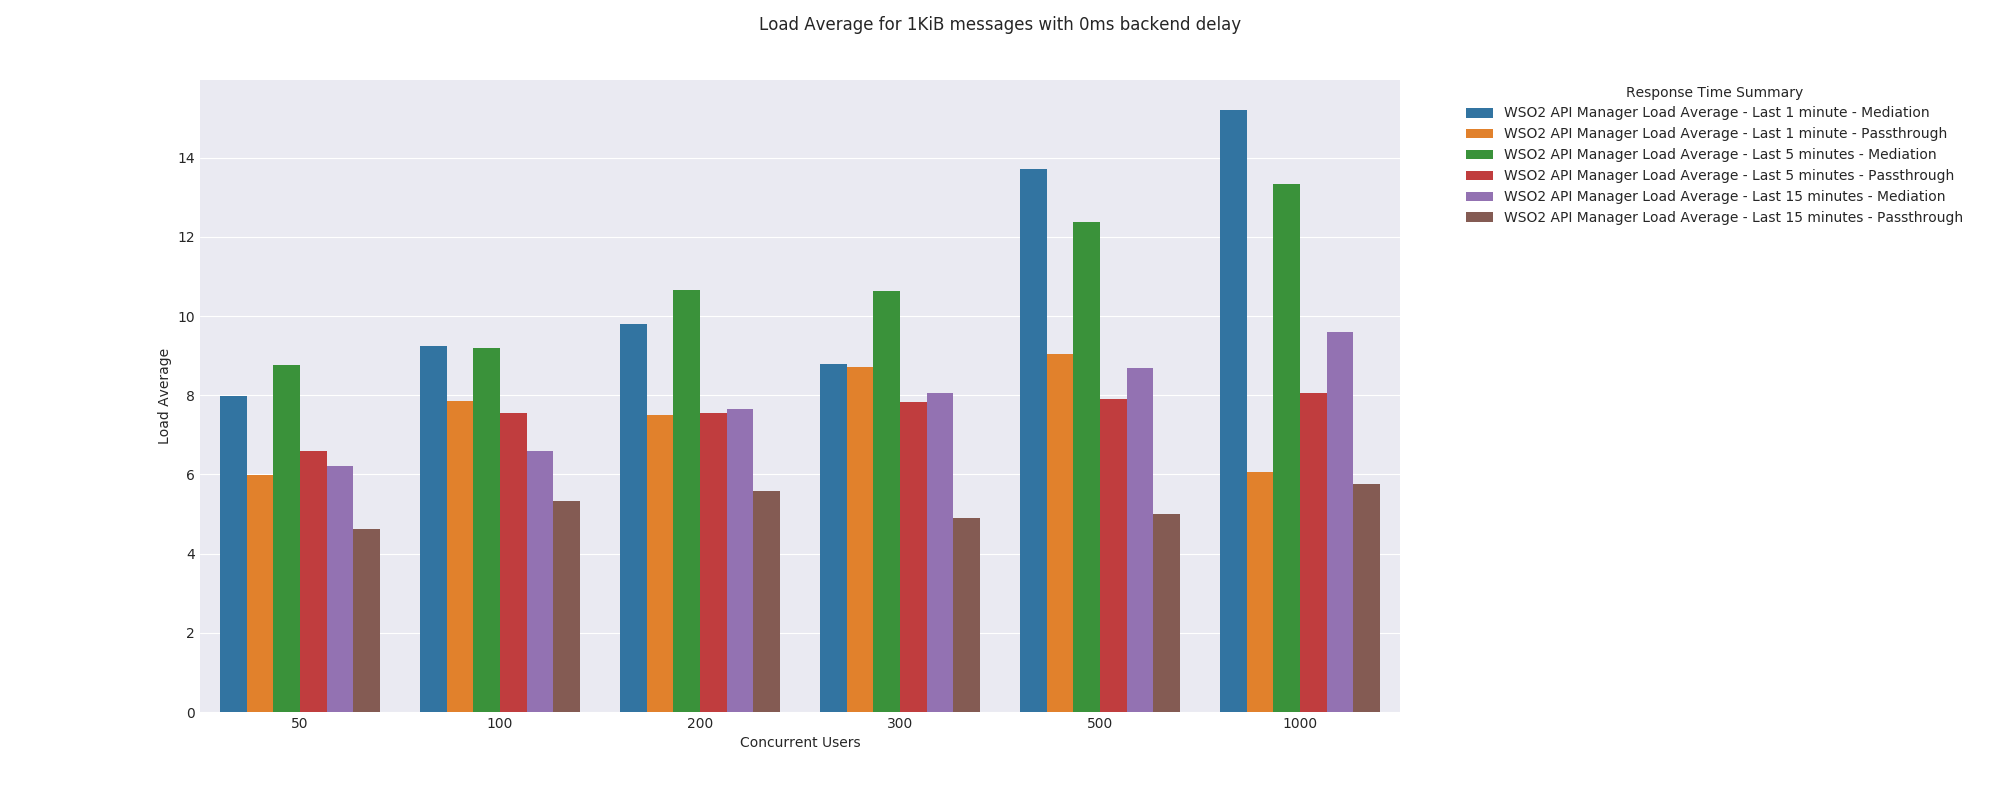 Load Average for 1KiB messages with 0ms backend delay
Response Time Summary
WSO2 API Manager Load Average - Last 1 minute - Mediation
WSO2 API Manager Load Average - Last 1 minute - Passthrough
WSO2 API Manager Load Average - Last 5 minutes - Mediation
WSO2 API Manager Load Average - Last 5 minutes - Passthrough
WSO2 API Manager Load Average - Last 15 minutes - Mediation
WSO2 API Manager Load Average - Last 15 minutes - Passthrough
Load Average
14
12
10
8
6
4
2
0
50 100 200 300 500 1000
Concurrent Users